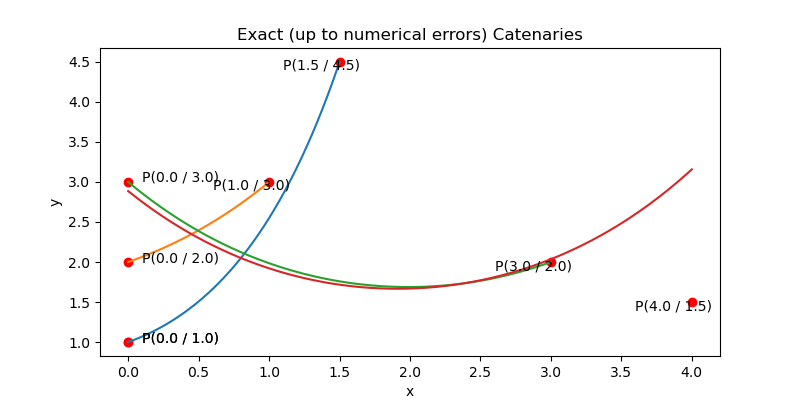 Exact (up to numerical errors) Catenaries
y
4.5
4.0
3.5
3.0
2.5
2.0
1.5
1.0
P(1.5 / 4.5)
P(0.0 / 3.0)
P(1.0 / 3.0)
P(0.0 / 2.0)
P(3.0 / 2.0)
P(4.0 / 1.5)
P(0.0 / 1.0)
0.0 0.5 1.0 1.5 2.0 2.5 3.0 3.5 4.0
x